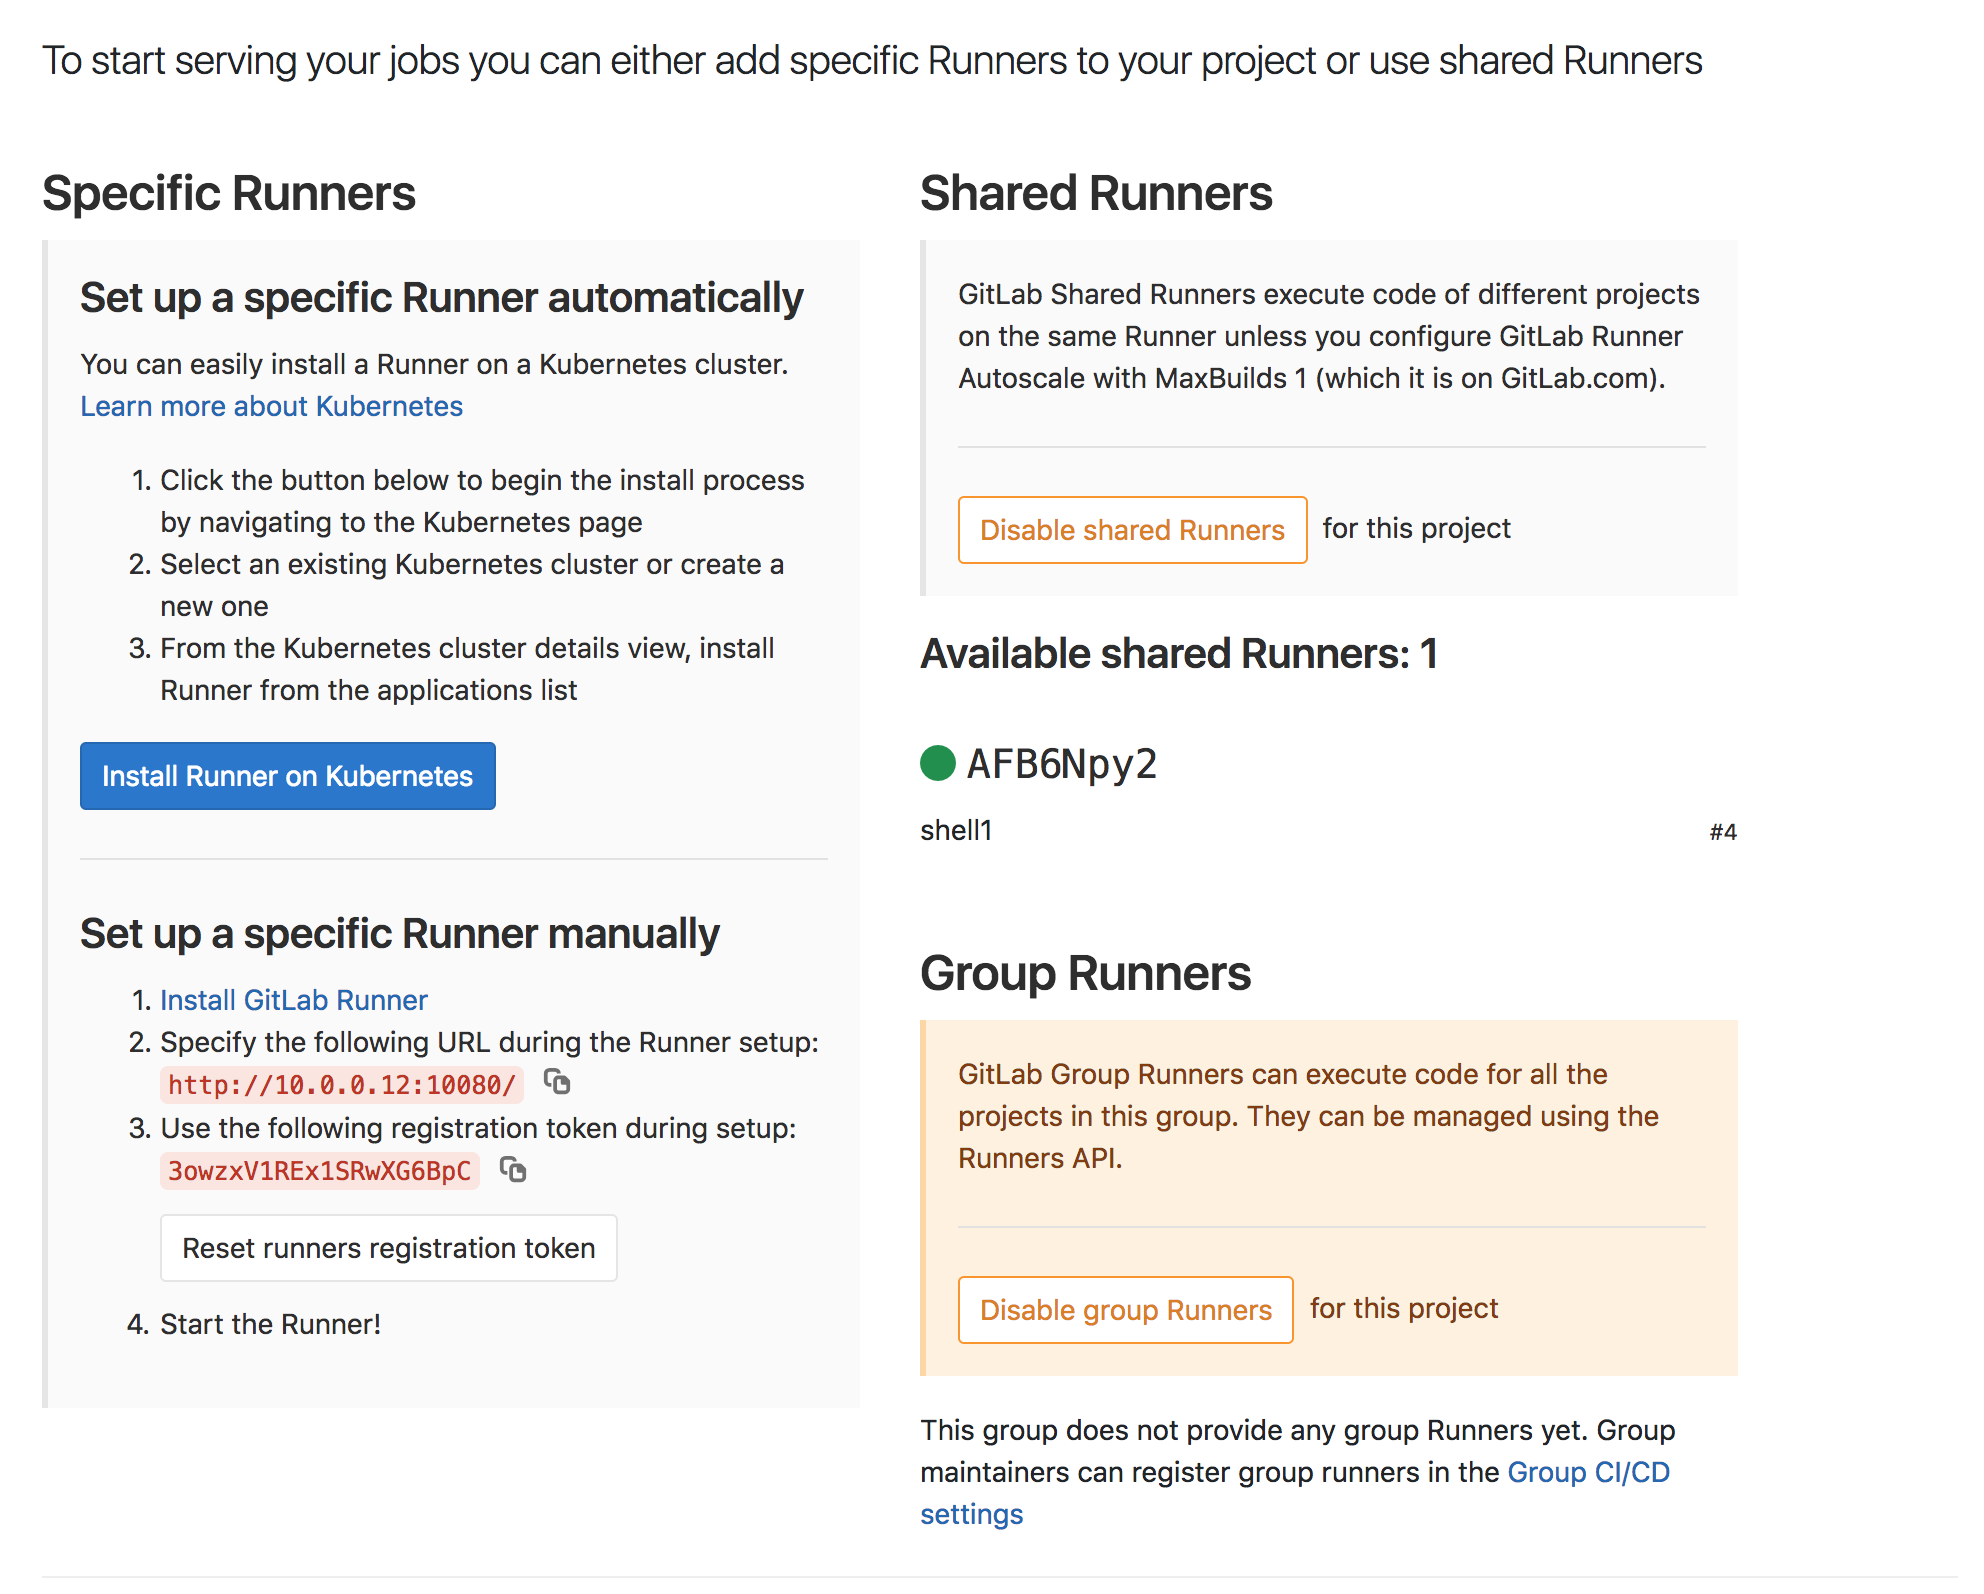 To start serving your jobs you can either add specific Runners to your project or use shared Runners
Specific Runners
Set up a specific Runner automatically
You can easily install a Runner on a Kubernetes cluster.
Learn more about Kubernetes
1. Click the button below to begin the install process
by navigating to the Kubernetes page
2. Select an existing Kubernetes cluster or create a
new one
3. From the Kubernetes cluster details view, install
Runner from the applications list
Install Runner on Kubernetes
Set up a specific Runner manually
1. Install GitLab Runner
2. Specify the following URL during the Runner setup:
http://10.0.0.12:10080/
3. Use the following registration token during setup:
3owzxV1REx1SRwXG6BpC
Reset runners registration token
4. Start the Runner!
Shared Runners
GitLab Shared Runners execute code of different projects
on the same Runner unless you configure GitLab Runner
Autoscale with MaxBuilds 1 (which it is on GitLab.com).
Disable shared Runners for this project
Available shared Runners: 1
AFB6Npy2
shell1 #4
Group Runners
GitLab Group Runners can execute code for all the
projects in this group. They can be managed using the
Runners API.
Disable group Runners for this project
This group does not provide any group Runners yet. Group
maintainers can register group runners in the Group CI/CD
settings